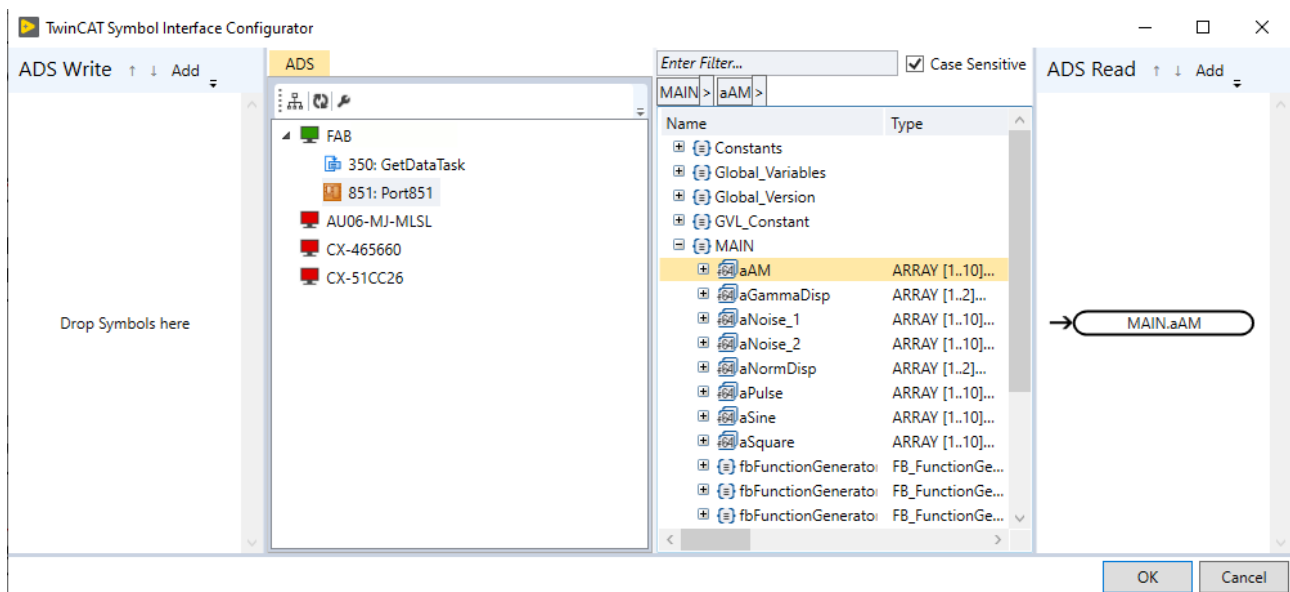 TwinCAT Symbol Interface Configurator
ADS Write ↑ ↓ Add
Drop Symbols here
ADS
FAB
350: GetDataTask
851: Port851
AU06-MJ-MLSL
CX-465660
CX-51CC26
Enter Filter...
Case Sensitive
MAIN > aAM >
Name Type
Constants
Global_Variables
Global_Version
GVL_Constant
MAIN
aAM ARRAY [1..10]...
aGammaDisp ARRAY [1..2]...
aNoise_1 ARRAY [1..10]...
aNoise_2 ARRAY [1..10]...
aNormDisp ARRAY [1..2]...
aPulse ARRAY [1..10]...
aSine ARRAY [1..10]...
aSquare ARRAY [1..10]...
fbFunctionGenerator FB_FunctionGe...
fbFunctionGenerator FB_FunctionGe...
fbFunctionGenerator FB_FunctionGe...
ADS Read ↑ ↓ Add
MAIN.aAM
OK Cancel